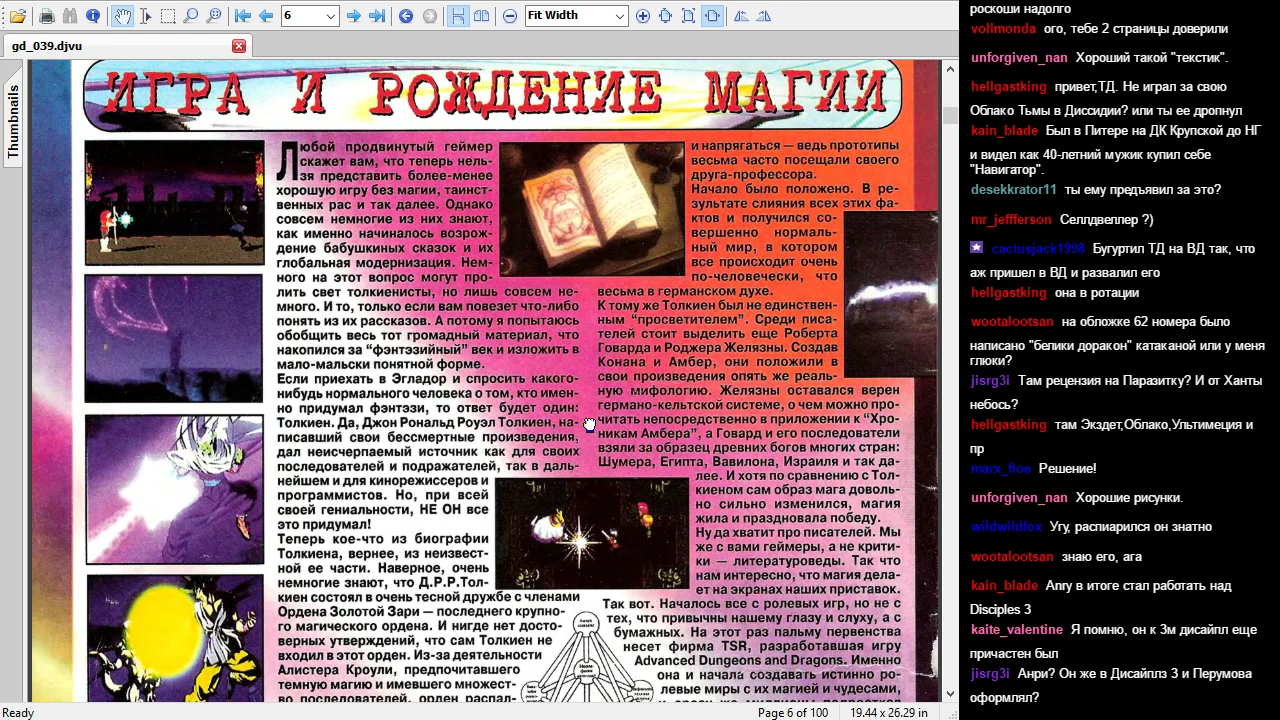 6
Fit Width
gd_039.djvu
Thumbnails
ИГРА И РОЖДЕНИЕ МАГИИ
Любой продвинутый геймер
скажет вам, что теперь нель-
зя представить более-менее
хорошую игру без магии, таинст-
венных рас и так далее. Однако
совсем немногие из них знают,
как именно начиналось возрож-
дение бабушкиных сказок и их
глобальная модернизация. Нем-
ного на этот вопрос могут про-
лить свет толкиенисты, но лишь совсем не-
много. И то, только если вам повезет что-либо
понять из их рассказов. А потому я попытаюсь
обобщить весь тот громадный материал, что
накопился за “фэнтэзийный” век и изложить в
мало-мальски понятной форме.
Если приехать в Эгладор и спросить какого-
нибудь нормального человека о том, кто имен-
но придумал фэнтэзи, то ответ будет один:
Толкиен. Да, Джон Рональд Роуэл Толкиен, на-
писавший свои бессмертные произведения,
дал неисчерпаемый источник как для своих
последователей и подражателей, так в даль-
нейшем и для кинорежиссеров и
программистов. Но, при всей
своей гениальности, НЕ ОН все
это придумал!
Теперь кое-что из биографии
Толкиена, вернее, из неизвест-
ной ее части. Наверное, очень
немногие знают, что Д.Р.Р.Тол-
киен состоял в очень тесной дружбе с членами
Ордена Золотой Зари — последнего крупно-
го магического ордена. И нигде нет досто-
верных утверждений, что сам Толкиен не
входил в этот орден. Из-за деятельности
Алистера Кроули, предпочитавшего
темную магию и имевшего множест-
во последователей, орден распал-
и напрягаться — ведь прототипы
весьма часто посещали своего
друга-профессора.
Начало было положено. В ре-
зультате слияния всех этих фа-
ктов и получился со-
вершенно нормаль-
ный мир, в котором
все происходит очень
по-человечески, что
весьма в германском духе.
К тому же Толкиен был не единствен-
ным “просветителем”. Среди писа-
телей стоит выделить еще Роберта
Говарда и Роджера Желязны. Создав
Конана и Амбер, они положили в
свои произведения опять же реаль-
ную мифологию. Желязны оставался верен
германо-кельтской системе, о чем можно про-
читать непосредственно в приложении к “Хро-
никам Амбера”, а Говард и его последователи
взяли за образец древних богов многих стран:
Шумера, Египта, Вавилона, Израиля и так да-
лее. И хотя по сравнению с Тол-
киеном сам образ мага доволь-
но сильно изменился, магия
жила и праздновала победу.
Ну да хватит про писателей. Мы
же с вами геймеры, а не крити-
ки — литературоведы. Так что
нам интересно, что магия дела-
ет на экранах наших приставок.
Так вот. Началось все с ролевых игр, но не с
тех, что привычны нашему глазу и слуху, а с
бумажных. На этот раз пальму первенства
несет фирма TSR, разработавшая игру
Advanced Dungeons and Dragons. Именно
она и начала создавать истинно ро-
левые миры с их магией и чудесами,
Ready
Page 6 of 100
19.44 x 26.29 in
роскоши надолго
vollmonda ого, тебе 2 страницы доверили
unforgiven_nan Хороший такой "текстик".
hellgastking привет,ТД. Не играл за свою
Облако Тьмы в Диссидии? или ты ее дропнул
kain_blade Был в Питере на ДК Крупской до НГ
и видел как 40-летний мужик купил себе
"Навигатор".
desekkrator11 ты ему предъявил за это?
mr_jeffferson Селлдвеллер ?)
cactusjack1998 Бугуртил ТД на ВД так, что
аж пришел в ВД и развалил его
hellgastking она в ротации
wootalootsan на обложке 62 номера было
написано "белики доракон" катаканой или у меня
глюки?
jisrg3i Там рецензия на Паразитку? И от Ханты
небось?
hellgastking там Экздет,Облако,Ультимеция и
пр
marx_floe Решение!
unforgiven_nan Хорошие рисунки.
wildwildfox Угу, распиарился он знатно
wootalootsan знаю его, ага
kain_blade Anry в итоге стал работать над
Disciples 3
kaite_valentine Я помню, он к 3м дисайпл еще
причастен был
jisrg3i Анри? Он же в Дисайплз 3 и Перумова
оформлял?